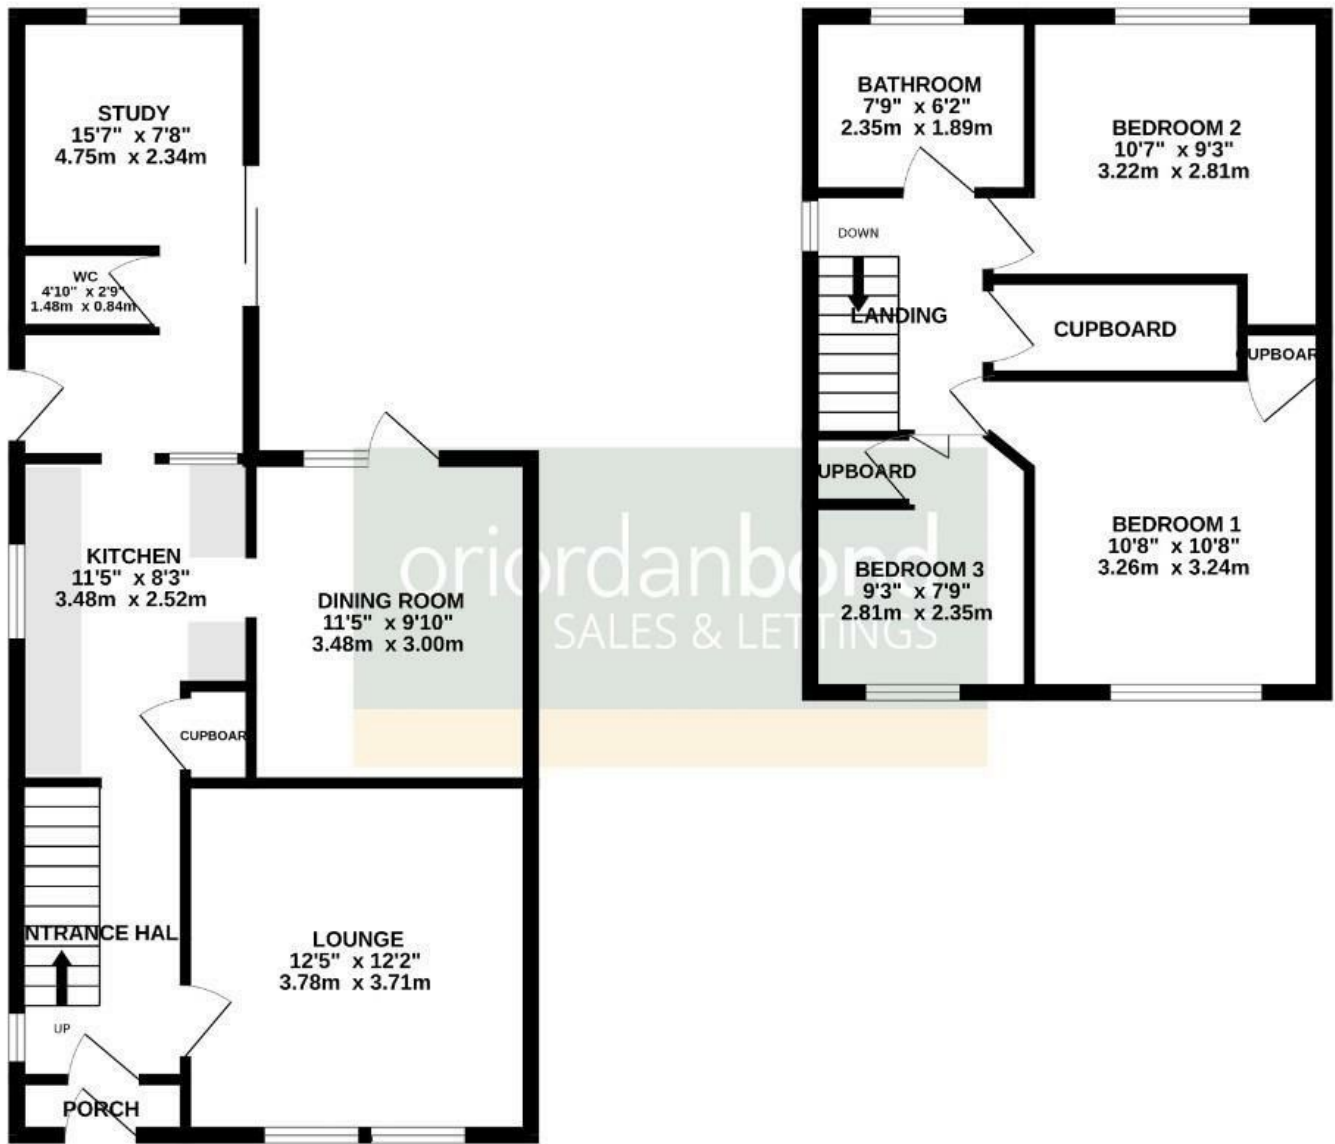 STUDY
15'7" x 7'8"
4.75m x 2.34m
WC
4'10" x 2'9"
1.48m x 0.84m
KITCHEN
11'5" x 8'3"
3.48m x 2.52m
DINING ROOM
11'5" x 9'10"
3.48m x 3.00m
CUPBOAR
NTRANCE HAL
UP
PORCH
LOUNGE
12'5" x 12'2"
3.78m x 3.71m
BATHROOM
7'9" x 6'2"
2.35m x 1.89m
BEDROOM 2
10'7" x 9'3"
3.22m x 2.81m
DOWN
LANDING
CUPBOARD
UPBOAR
UPBOARD
BEDROOM 1
10'8" x 10'8"
3.26m x 3.24m
BEDROOM 3
9'3" x 7'9"
2.81m x 2.35m
oriordanbond
SALES & LETTINGS